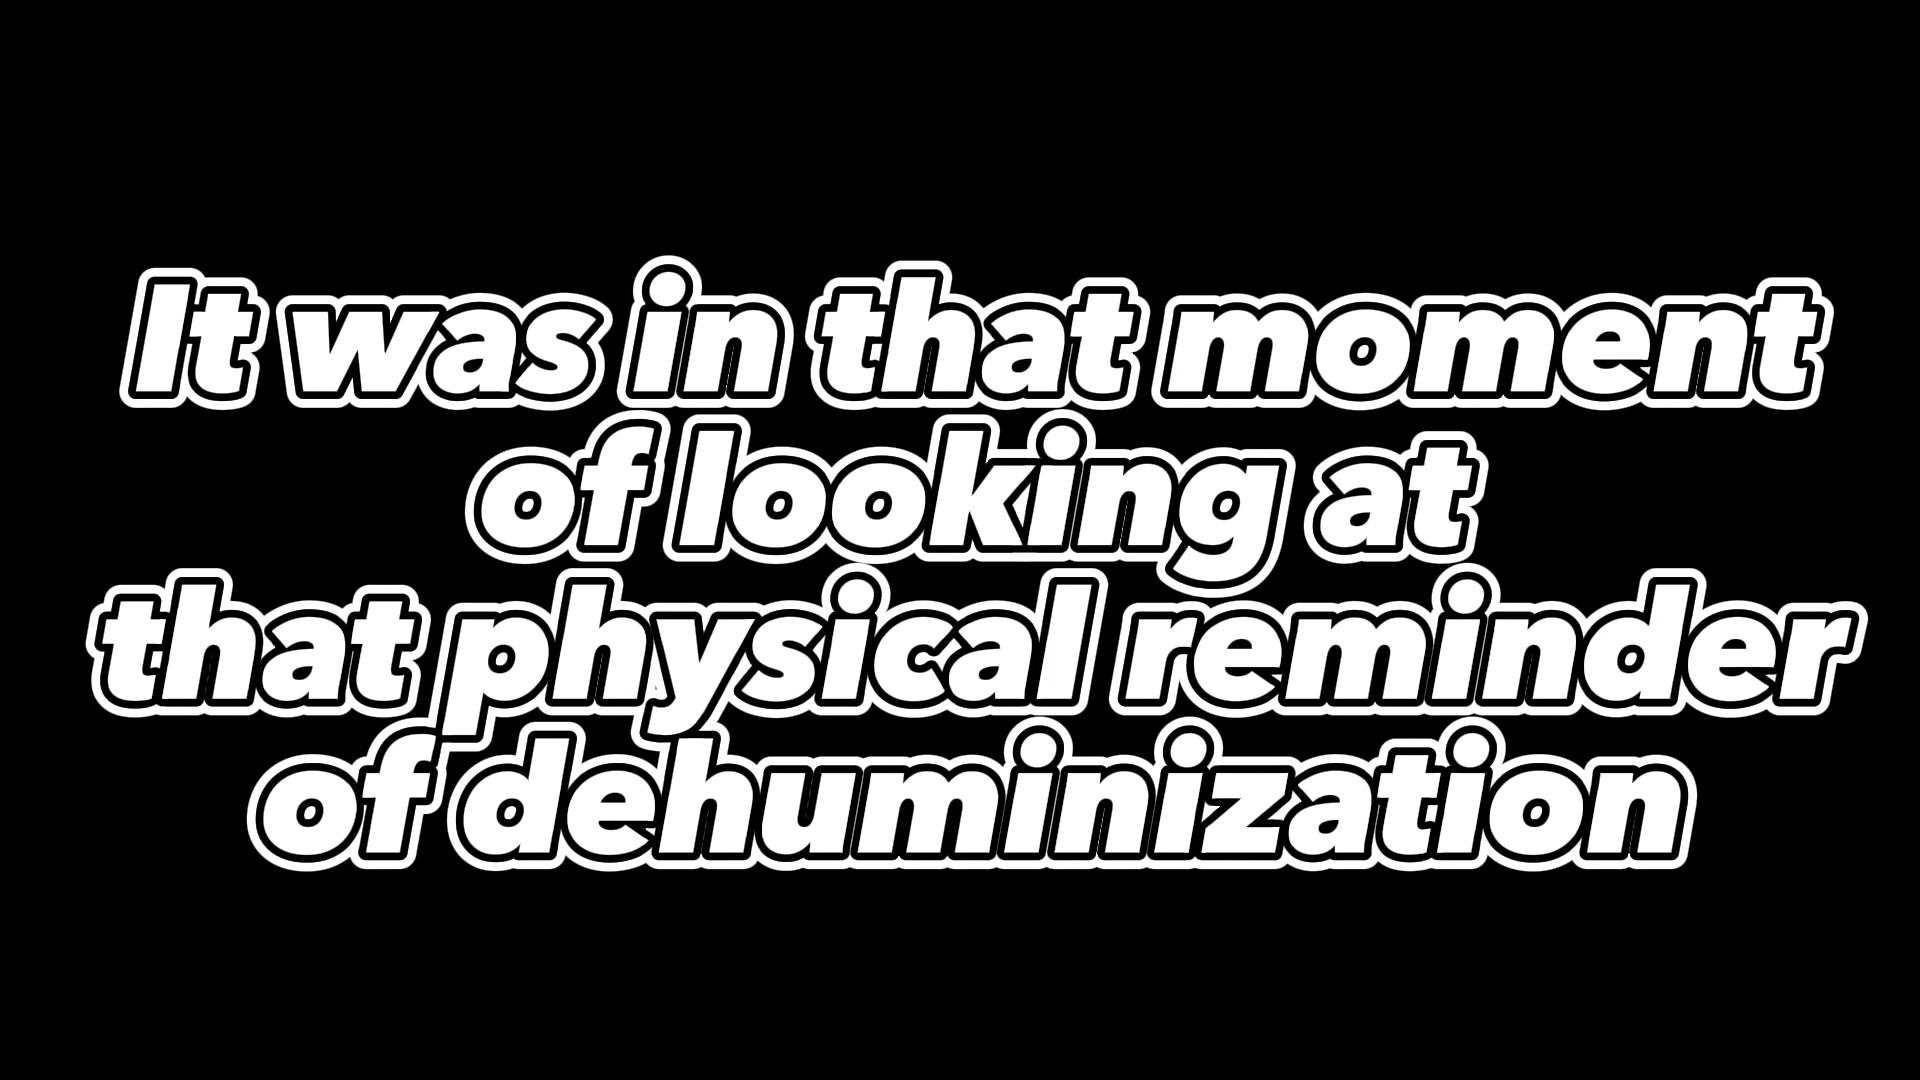 It was in that moment
of looking at
that physical reminder
of dehuminization